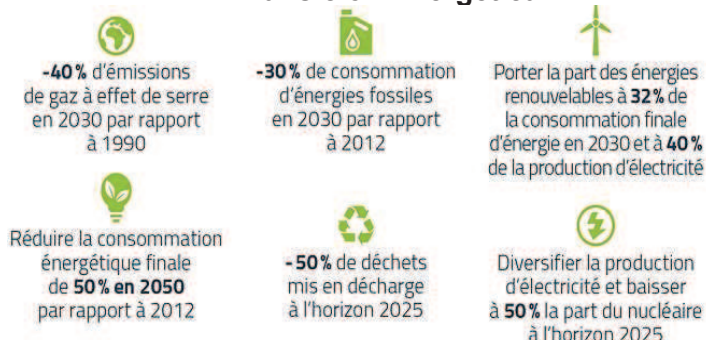 -40 % d'émissions
de gaz à effet de serre
en 2030 par rapport
à 1990
-30 % de consommation
d'énergies fossiles
en 2030 par rapport
à 2012
Porter la part des énergies
renouvelables à 32% de
la consommation finale
d'énergie en 2030 et à 40 %
de la production d'électricité
Réduire la consommation
énergétique finale
de 50 % en 2050
par rapport à 2012
- 50 % de déchets
mis en décharge
à l'horizon 2025
Diversifier la production
d'électricité et baisser
à 50 % la part du nucléaire
à l'horizon 2025